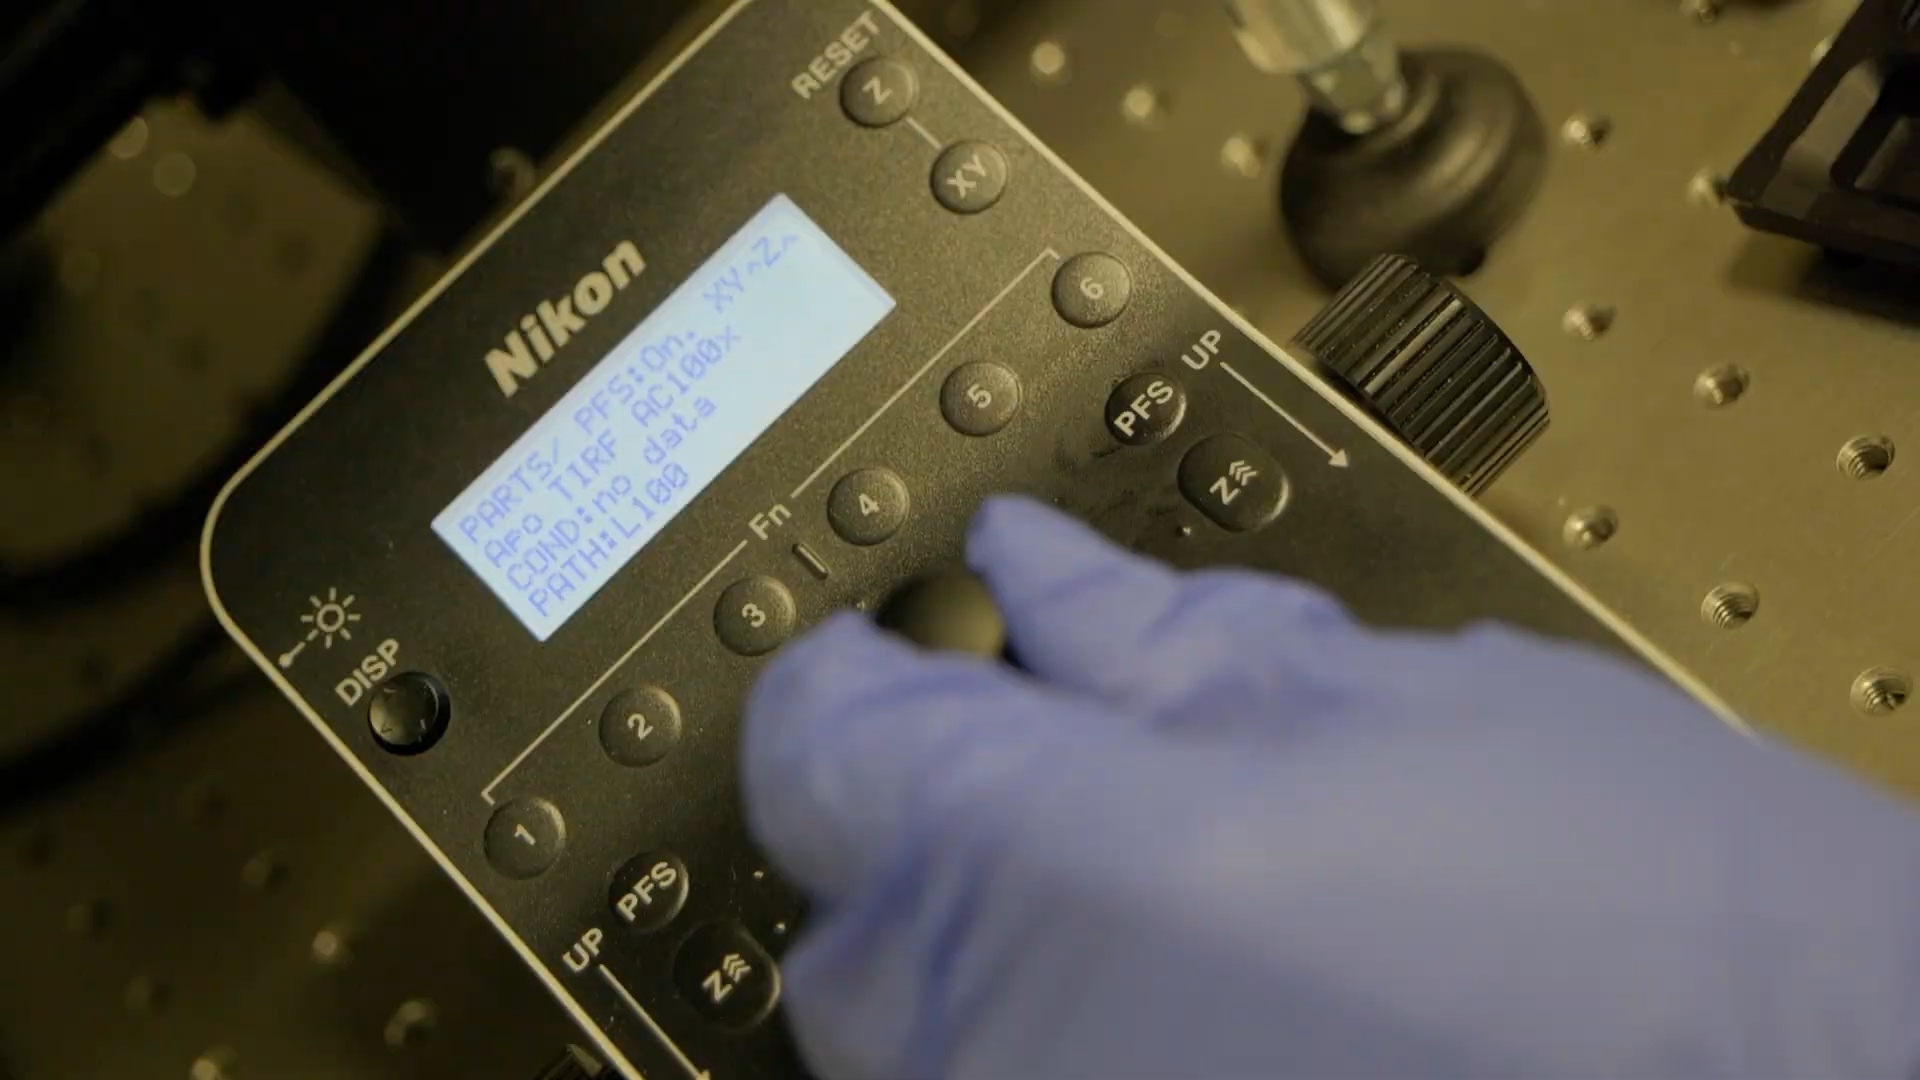 RESET
Z
XY
Nikon
PARTS/ PFS:On. XY^Z^
Apo TIRF AC100x
COND:no data
PATH:L100
DISP
Fn
1
2
3
4
5
6
UP
PFS
Z
UP
PFS
Z